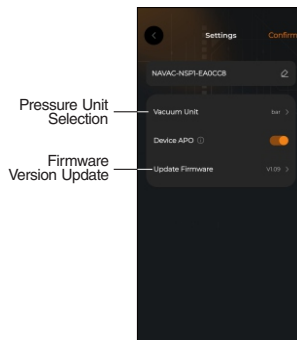 Settings
Confirm
NAVAC-NSP1-EA0CC8
Pressure Unit
Selection
Vacuum Unit
bar >
Device APO
Firmware
Version Update
Update Firmware
V1.09 >